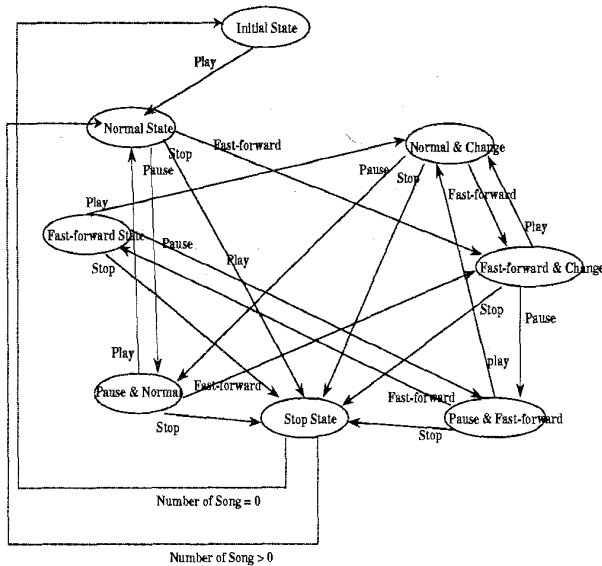 Initial State
Play
Normal State
Fast-forward
Normal & Change
Stop
Pause
Pause
Stop
Fast-forward
Play
Play
Fast-forward State
Pause
Stop
Play
Fast-forward & Change
Stop
Pause
Play
play
Pause & Normal
Fast-forward
Fast-forward
Stop
Stop State
Pause & Fast-forward
Stop
Number of Song = 0
Number of Song > 0